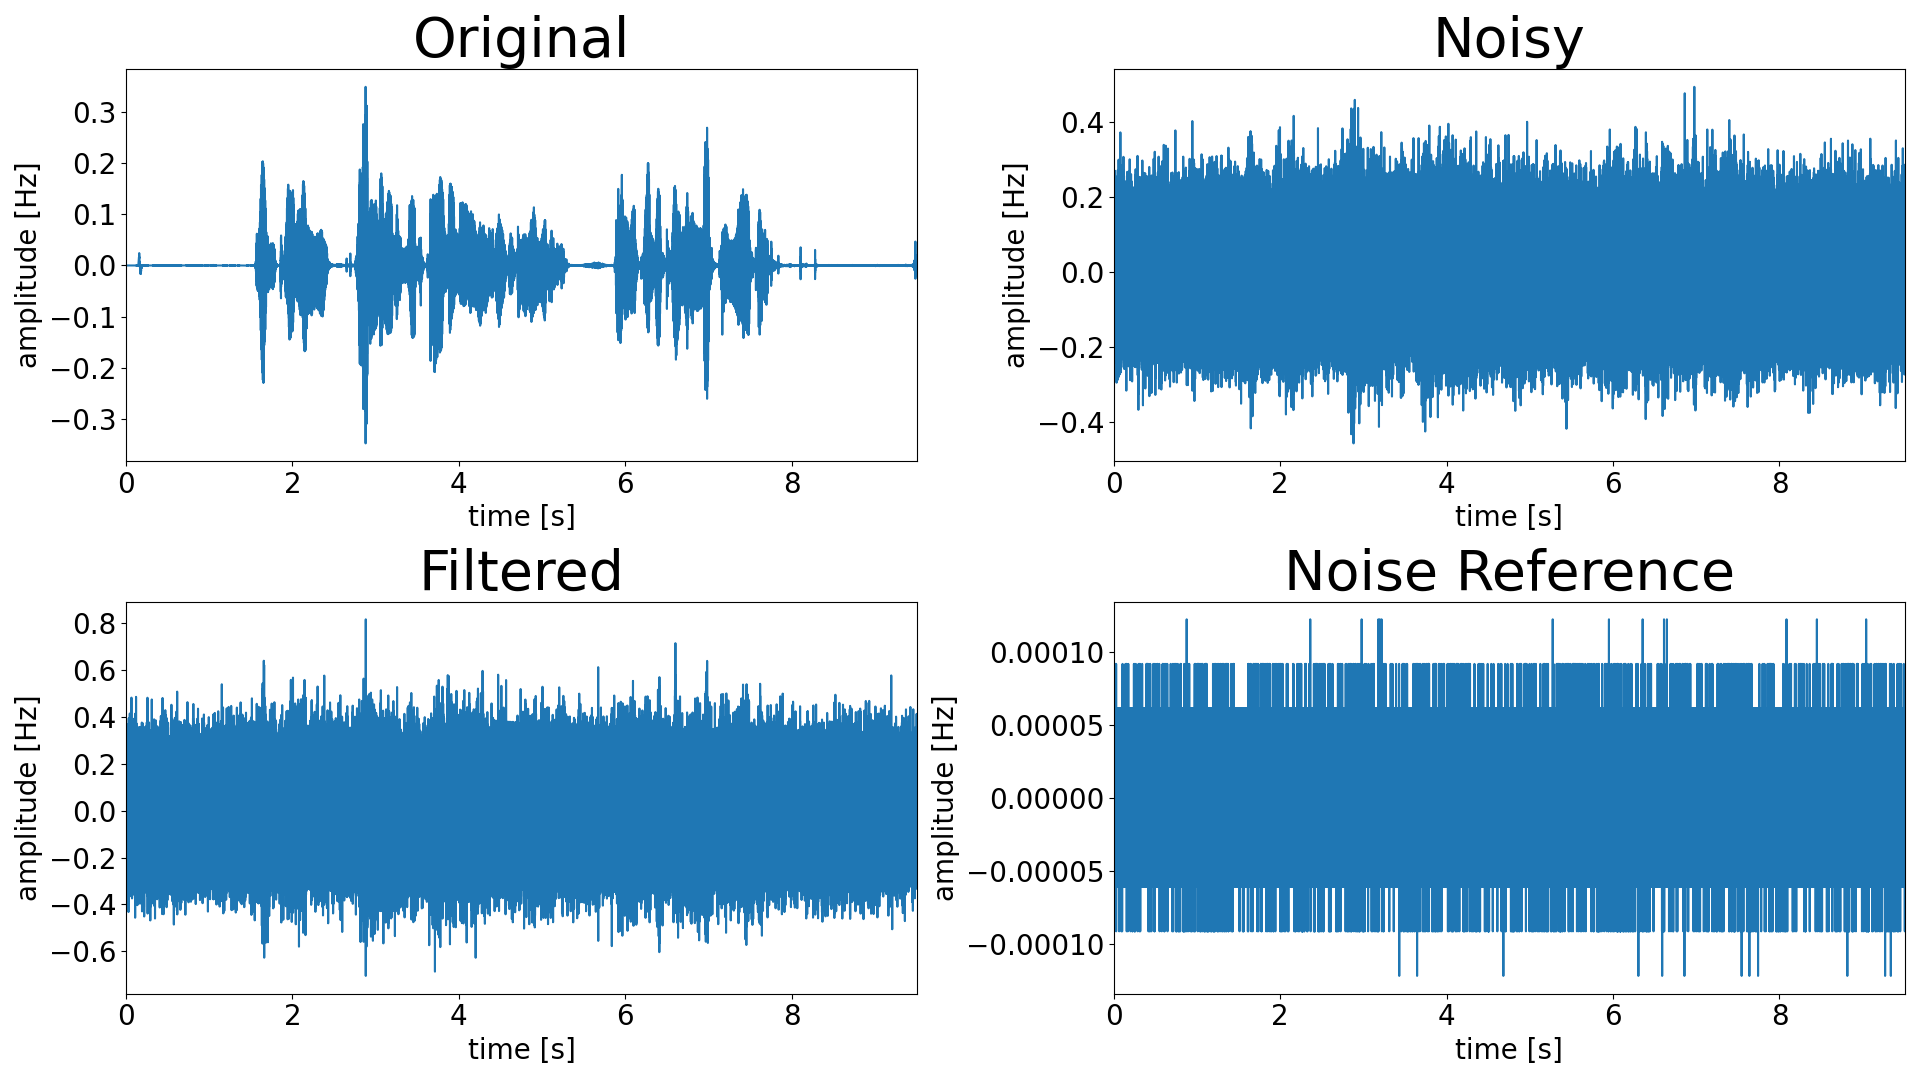 Original
0.3
0.2
0.1
0.0
−0.1
−0.2
−0.3
amplitude [Hz]
0 2 4 6 8
time [s]
Noisy
0.4
0.2
0.0
−0.2
−0.4
amplitude [Hz]
0 2 4 6 8
time [s]
Filtered
0.8
0.6
0.4
0.2
0.0
−0.2
−0.4
−0.6
amplitude [Hz]
0 2 4 6 8
time [s]
Noise Reference
0.00010
0.00005
0.00000
−0.00005
−0.00010
amplitude [Hz]
0 2 4 6 8
time [s]